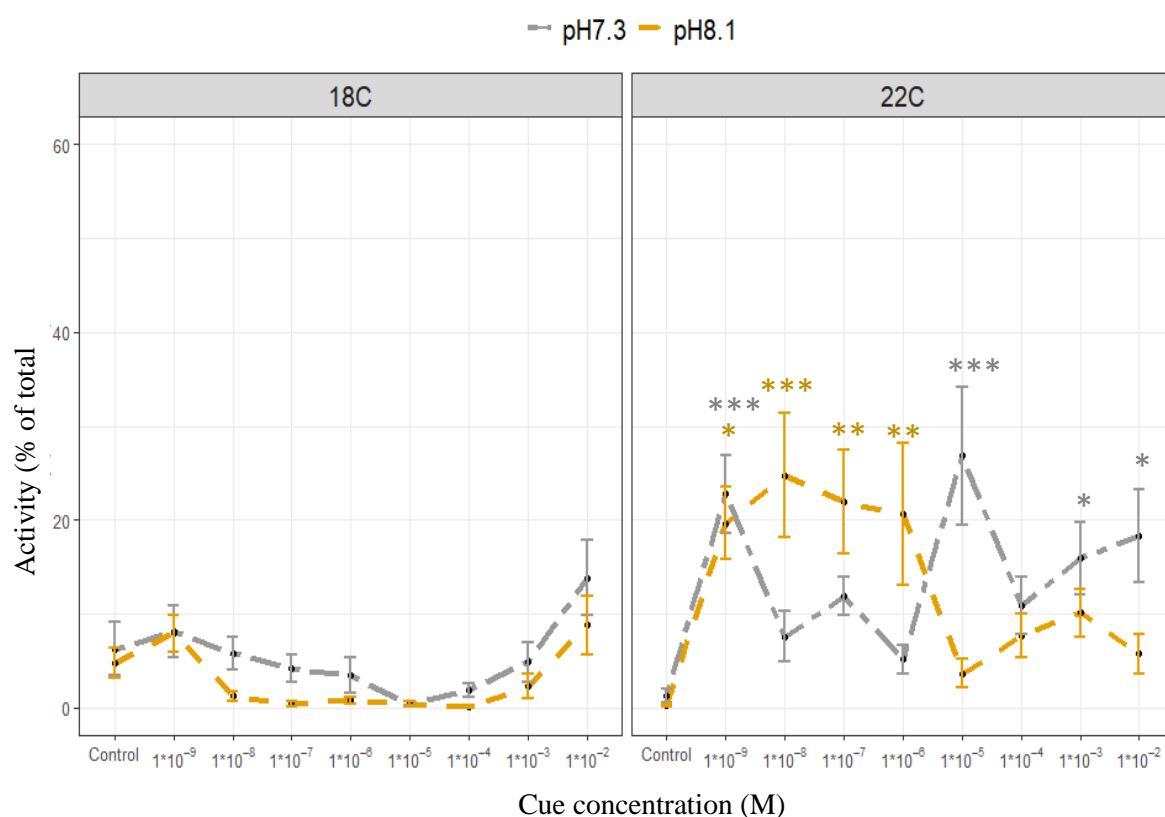 pH7.3 pH8.1
18C 22C
60
40
20
0
Activity (% of total
*** *** ***
* ** ** * *
Control 1*10⁻⁹ 1*10⁻⁸ 1*10⁻⁷ 1*10⁻⁶ 1*10⁻⁵ 1*10⁻⁴ 1*10⁻³ 1*10⁻² Control 1*10⁻⁹ 1*10⁻⁸ 1*10⁻⁷ 1*10⁻⁶ 1*10⁻⁵ 1*10⁻⁴ 1*10⁻³ 1*10⁻²
Cue concentration (M)